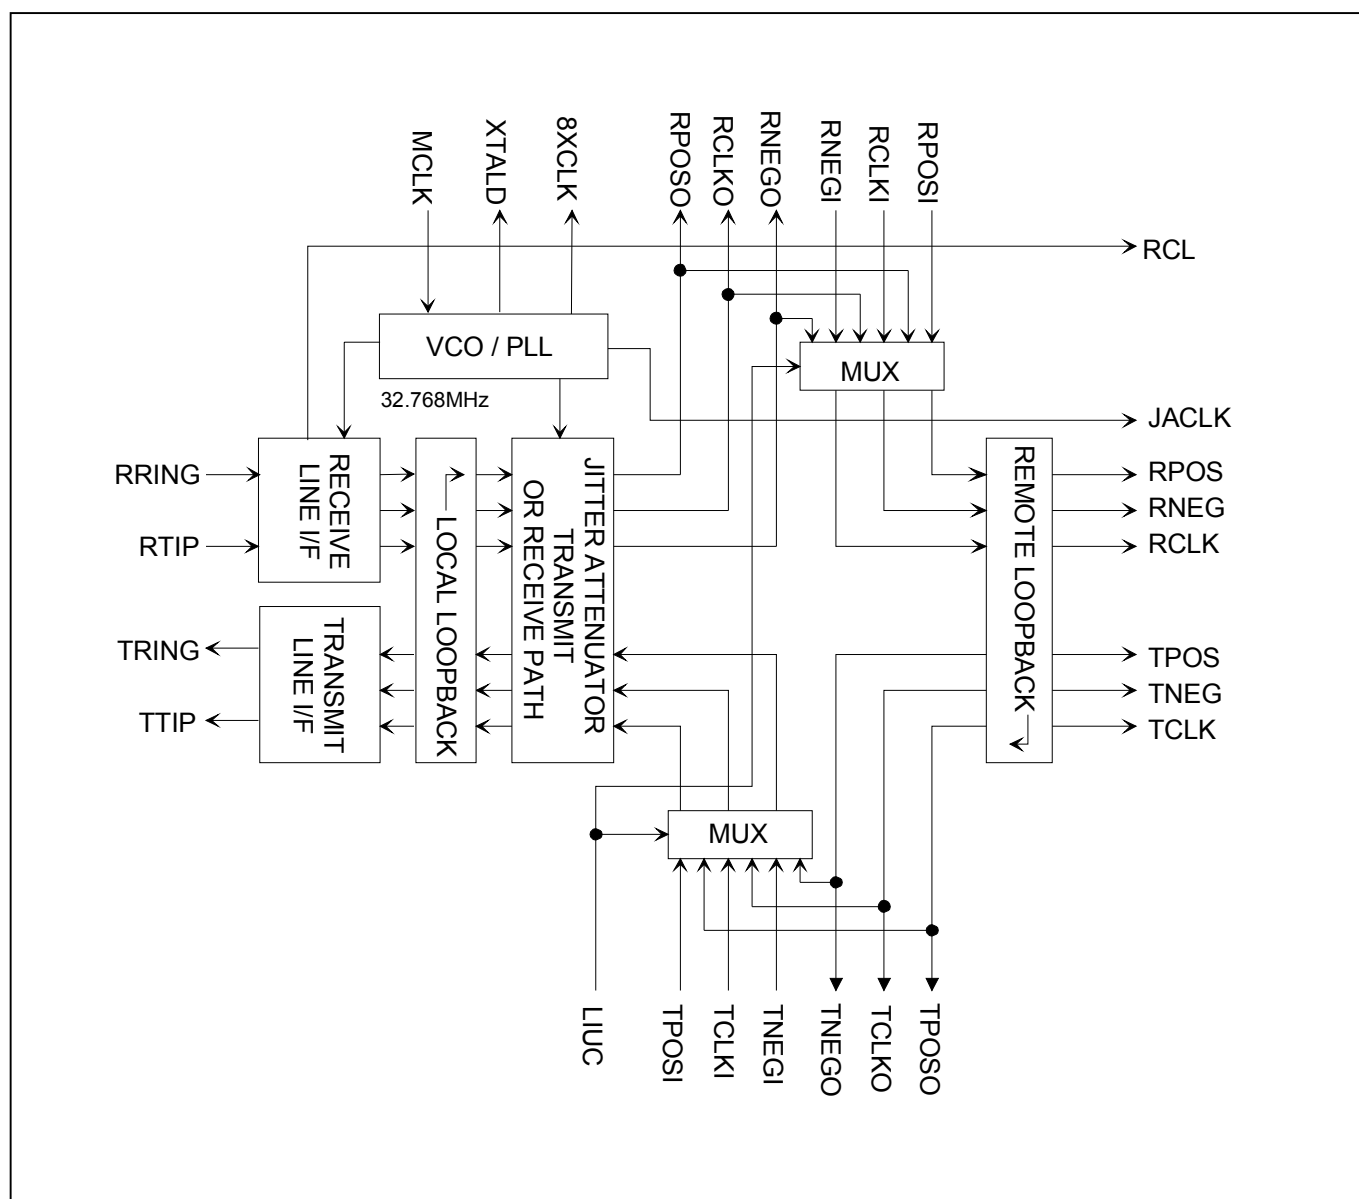 MCLK
XTALD
8XCLK
RPOSO
RCLKO
RNEGO
RNEGI
RCLKI
RPOSI
RCL
VCO / PLL
32.768MHz
MUX
JACLK
RRING
RTIP
RECEIVE
LINE I/F
LOCAL LOOPBACK
JITTER ATTENUATOR
TRANSMIT
OR RECEIVE PATH
REMOTE LOOPBACK
RPOS
RNEG
RCLK
TRING
TTIP
TRANSMIT
LINE I/F
TPOS
TNEG
TCLK
MUX
LIUC
TPOSI
TCLKI
TNEGI
TNEGO
TCLKO
TPOSO